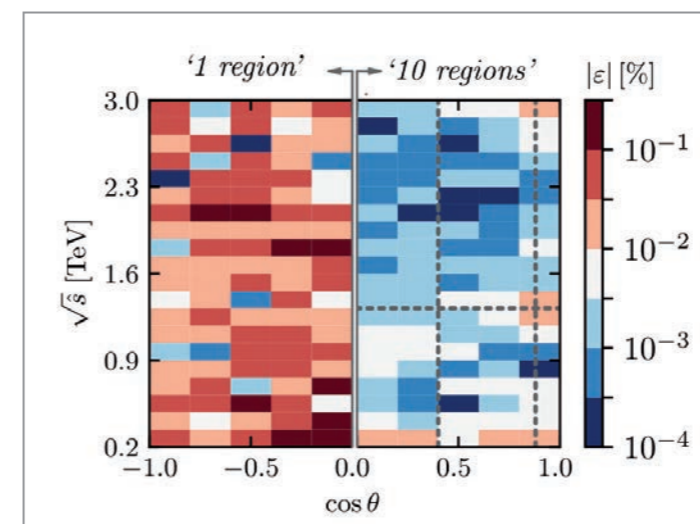 ‘1 region’ ‘10 regions’
|ε| [%]
3.0
2.3
1.6
0.9
0.2
√ŝ [TeV]
−1.0 −0.5 0.0 0.5 1.0
cos θ
10⁻¹
10⁻²
10⁻³
10⁻⁴